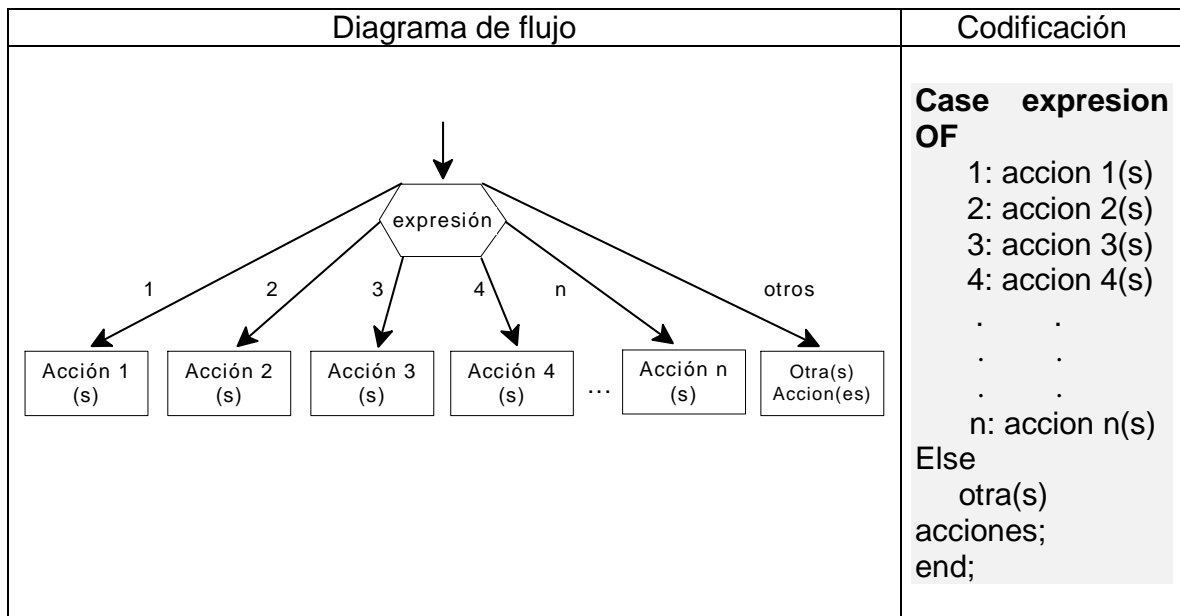 Diagrama de flujo
Codificación
expresión
1
2
3
4
n
otros
Acción 1
(s)
Acción 2
(s)
Acción 3
(s)
Acción 4
(s)
...
Acción n
(s)
Otra(s)
Accion(es)
Case expresion
OF
1: accion 1(s)
2: accion 2(s)
3: accion 3(s)
4: accion 4(s)
. .
. .
. .
n: accion n(s)
Else
otra(s)
acciones;
end;